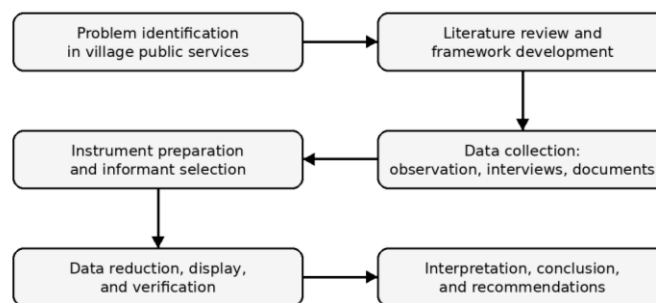 Problem identification
in village public services
Literature review and
framework development
Instrument preparation
and informant selection
Data collection:
observation, interviews, documents
Data reduction, display,
and verification
Interpretation, conclusion,
and recommendations